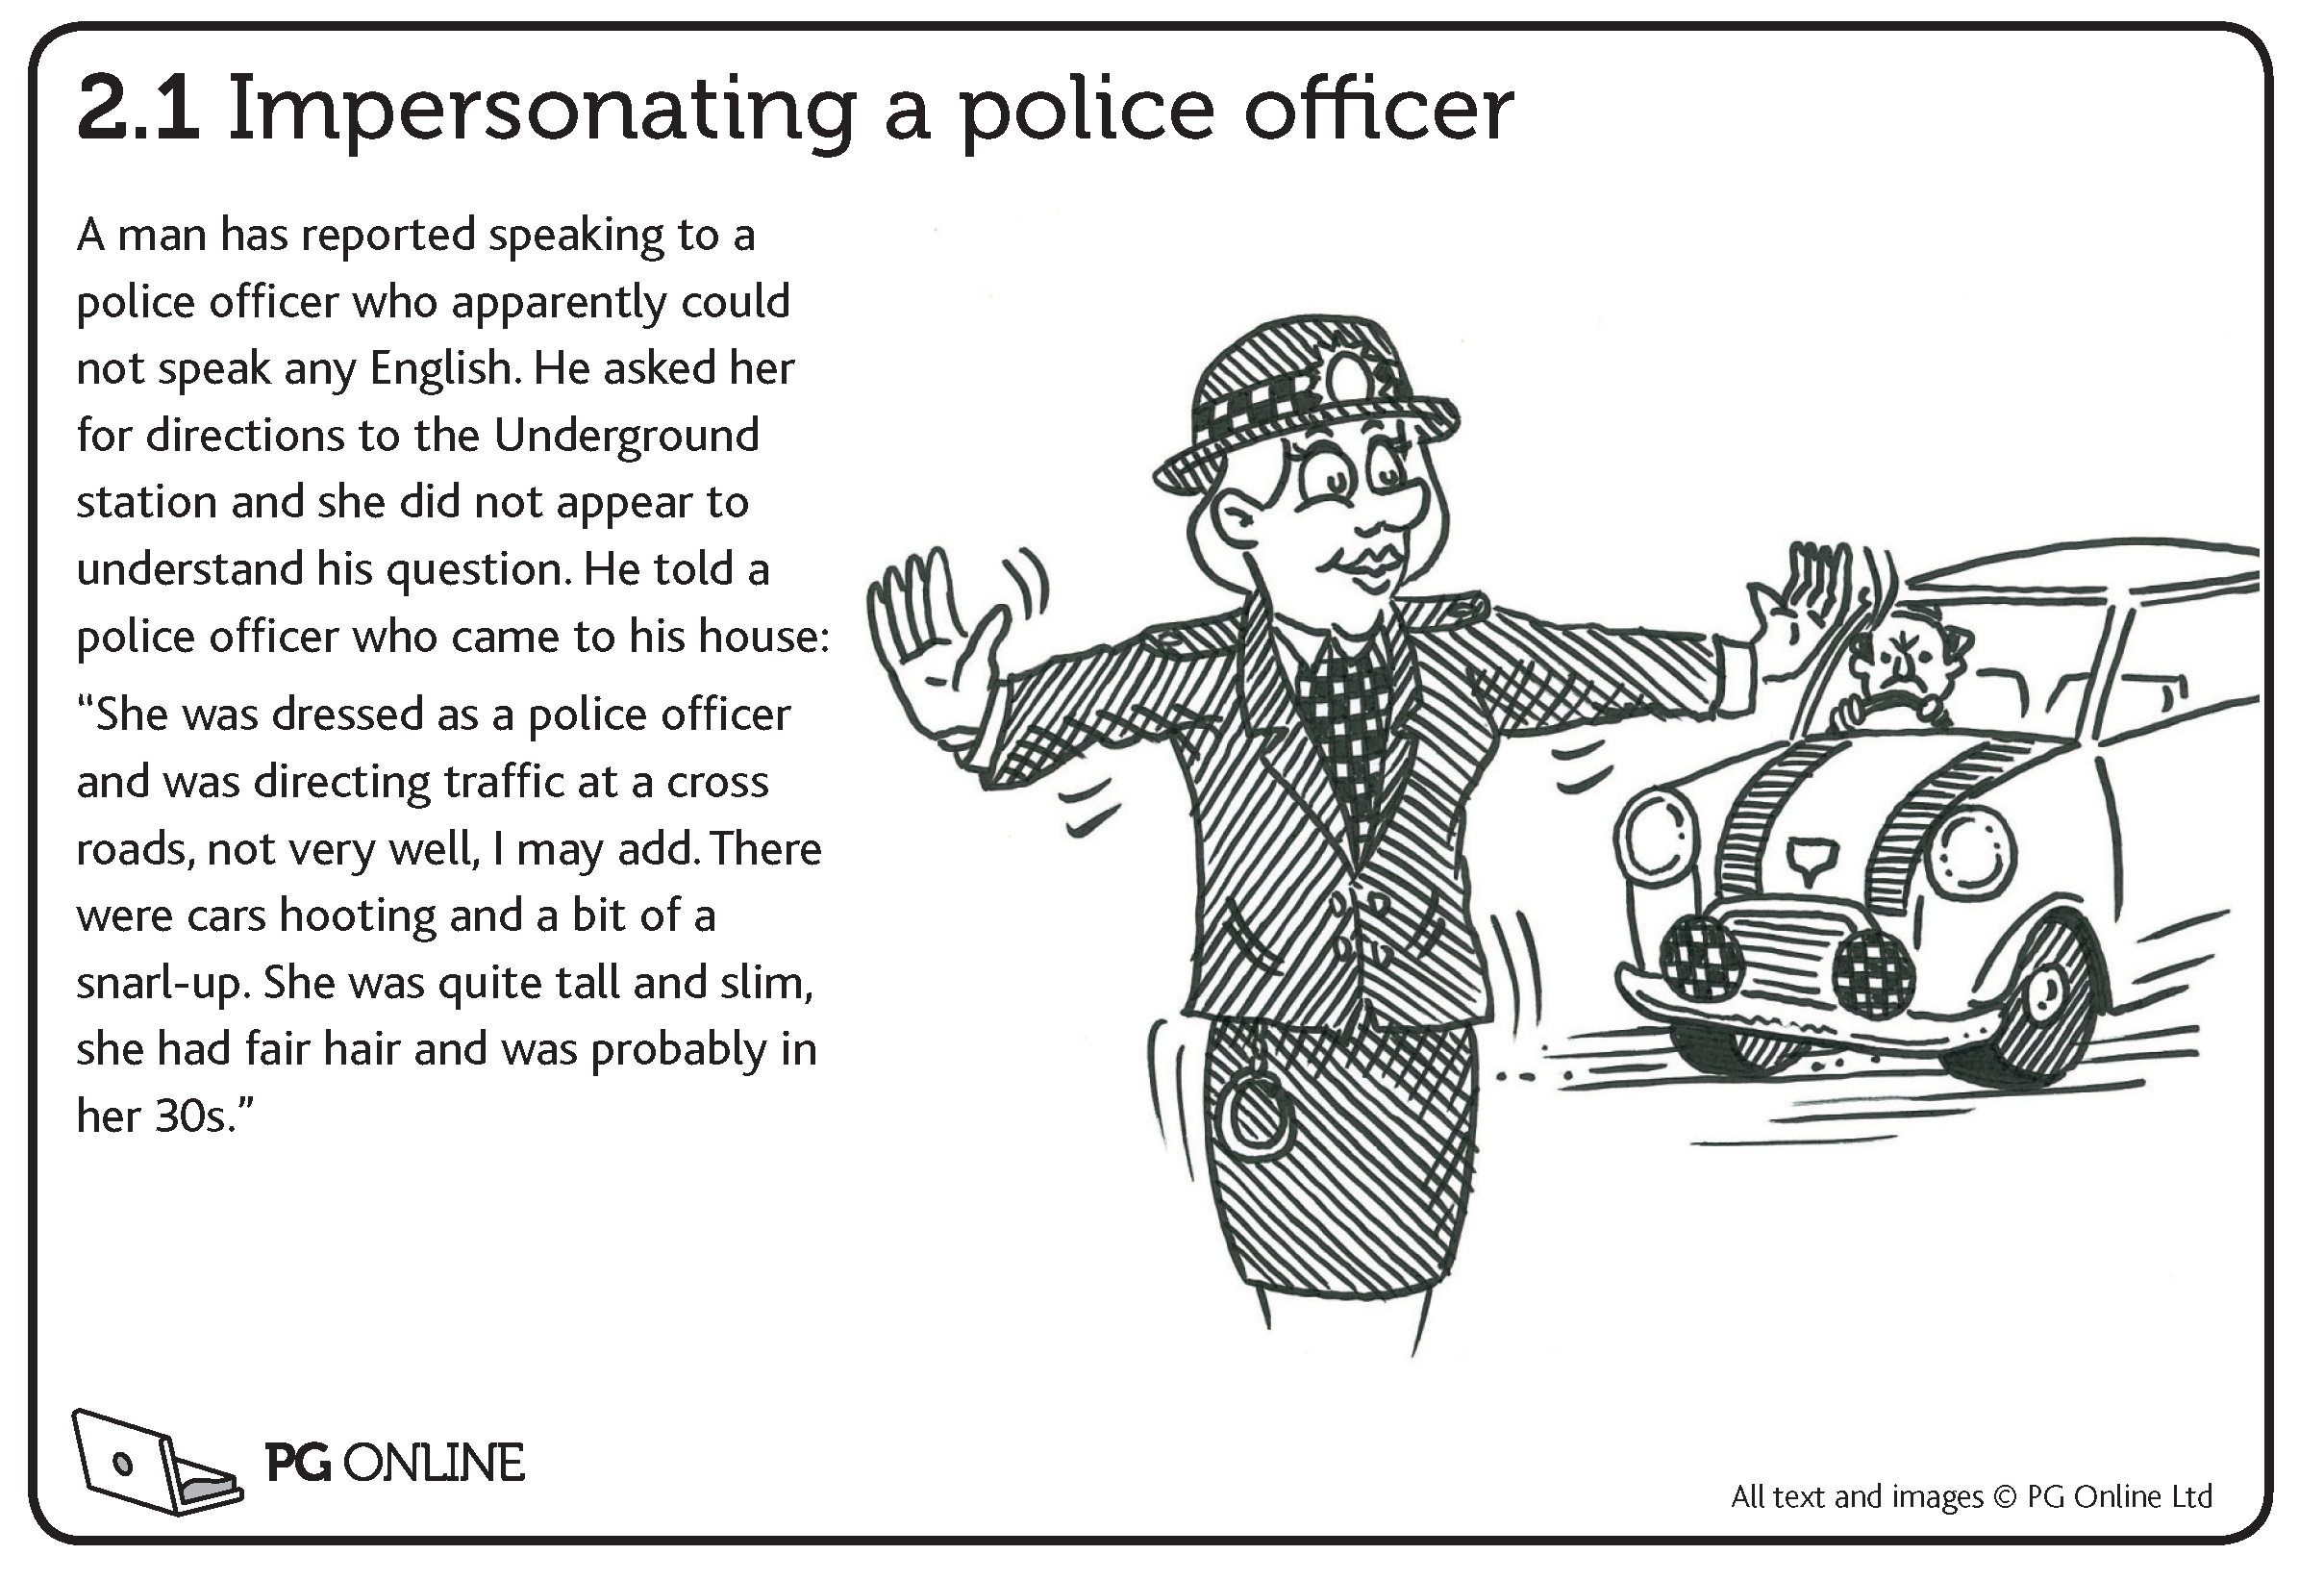 2.1 Impersonating a police officer
A man has reported speaking to a
police officer who apparently could
not speak any English. He asked her
for directions to the Underground
station and she did not appear to
understand his question. He told a
police officer who came to his house:
“She was dressed as a police officer
and was directing traffic at a cross
roads, not very well, I may add. There
were cars hooting and a bit of a
snarl-up. She was quite tall and slim,
she had fair hair and was probably in
her 30s.”
PG ONLINE
All text and images © PG Online Ltd